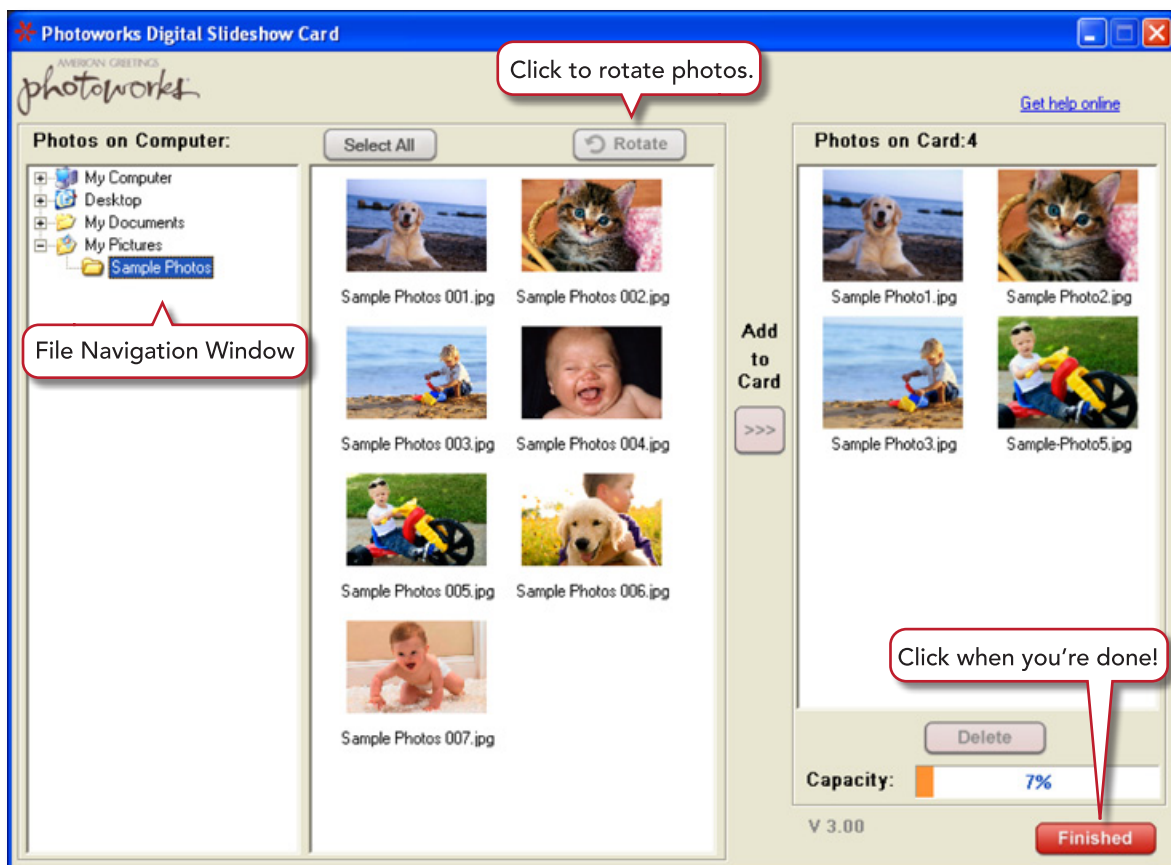 Photoworks Digital Slideshow Card
AMERICAN GREETINGS
photoworks
Click to rotate photos.
Get help online
Photos on Computer:
Select All
Rotate
Photos on Card:4
My Computer
Desktop
My Documents
My Pictures
Sample Photos
File Navigation Window
Sample Photos 001.jpg
Sample Photos 002.jpg
Sample Photos 003.jpg
Sample Photos 004.jpg
Sample Photos 005.jpg
Sample Photos 006.jpg
Sample Photos 007.jpg
Add
to
Card
>>>
Sample Photo1.jpg
Sample Photo2.jpg
Sample Photo3.jpg
Sample-Photo5.jpg
Click when you're done!
Delete
Capacity:
7%
V 3.00
Finished